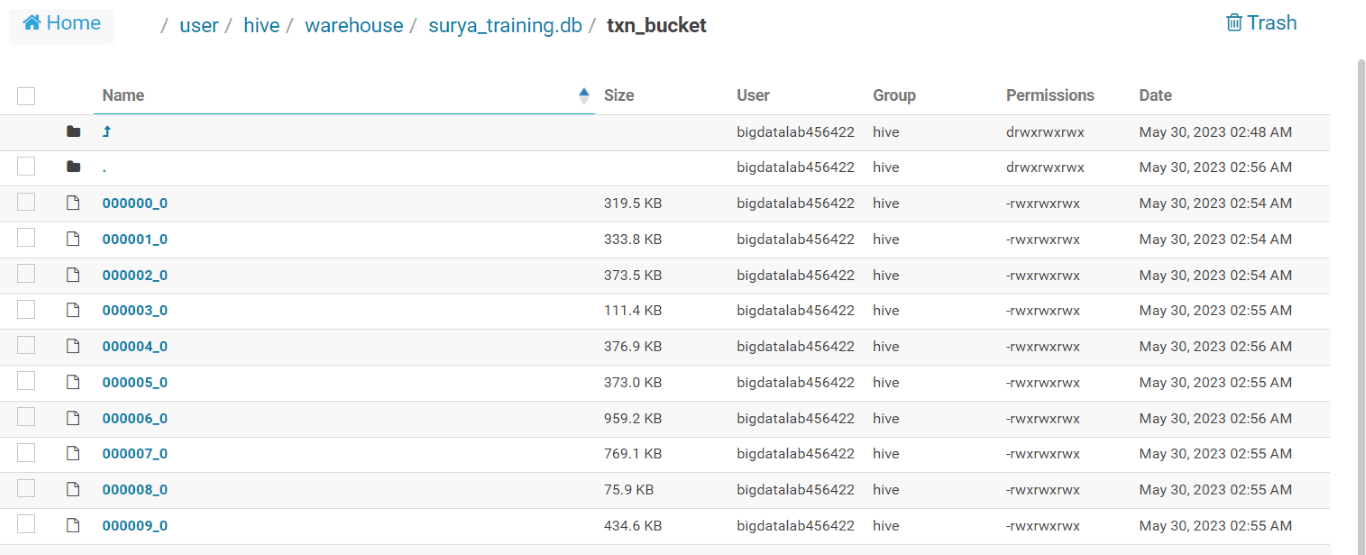 Home / user / hive / warehouse / surya_training.db / txn_bucket Trash
Name Size User Group Permissions Date
bigdatalab456422 hive drwxrwxrwx May 30, 2023 02:48 AM
. bigdatalab456422 hive drwxrwxrwx May 30, 2023 02:56 AM
000000_0 319.5 KB bigdatalab456422 hive -rwxrwxrwx May 30, 2023 02:54 AM
000001_0 333.8 KB bigdatalab456422 hive -rwxrwxrwx May 30, 2023 02:54 AM
000002_0 373.5 KB bigdatalab456422 hive -rwxrwxrwx May 30, 2023 02:54 AM
000003_0 111.4 KB bigdatalab456422 hive -rwxrwxrwx May 30, 2023 02:55 AM
000004_0 376.9 KB bigdatalab456422 hive -rwxrwxrwx May 30, 2023 02:56 AM
000005_0 373.0 KB bigdatalab456422 hive -rwxrwxrwx May 30, 2023 02:55 AM
000006_0 959.2 KB bigdatalab456422 hive -rwxrwxrwx May 30, 2023 02:56 AM
000007_0 769.1 KB bigdatalab456422 hive -rwxrwxrwx May 30, 2023 02:55 AM
000008_0 75.9 KB bigdatalab456422 hive -rwxrwxrwx May 30, 2023 02:55 AM
000009_0 434.6 KB bigdatalab456422 hive -rwxrwxrwx May 30, 2023 02:55 AM